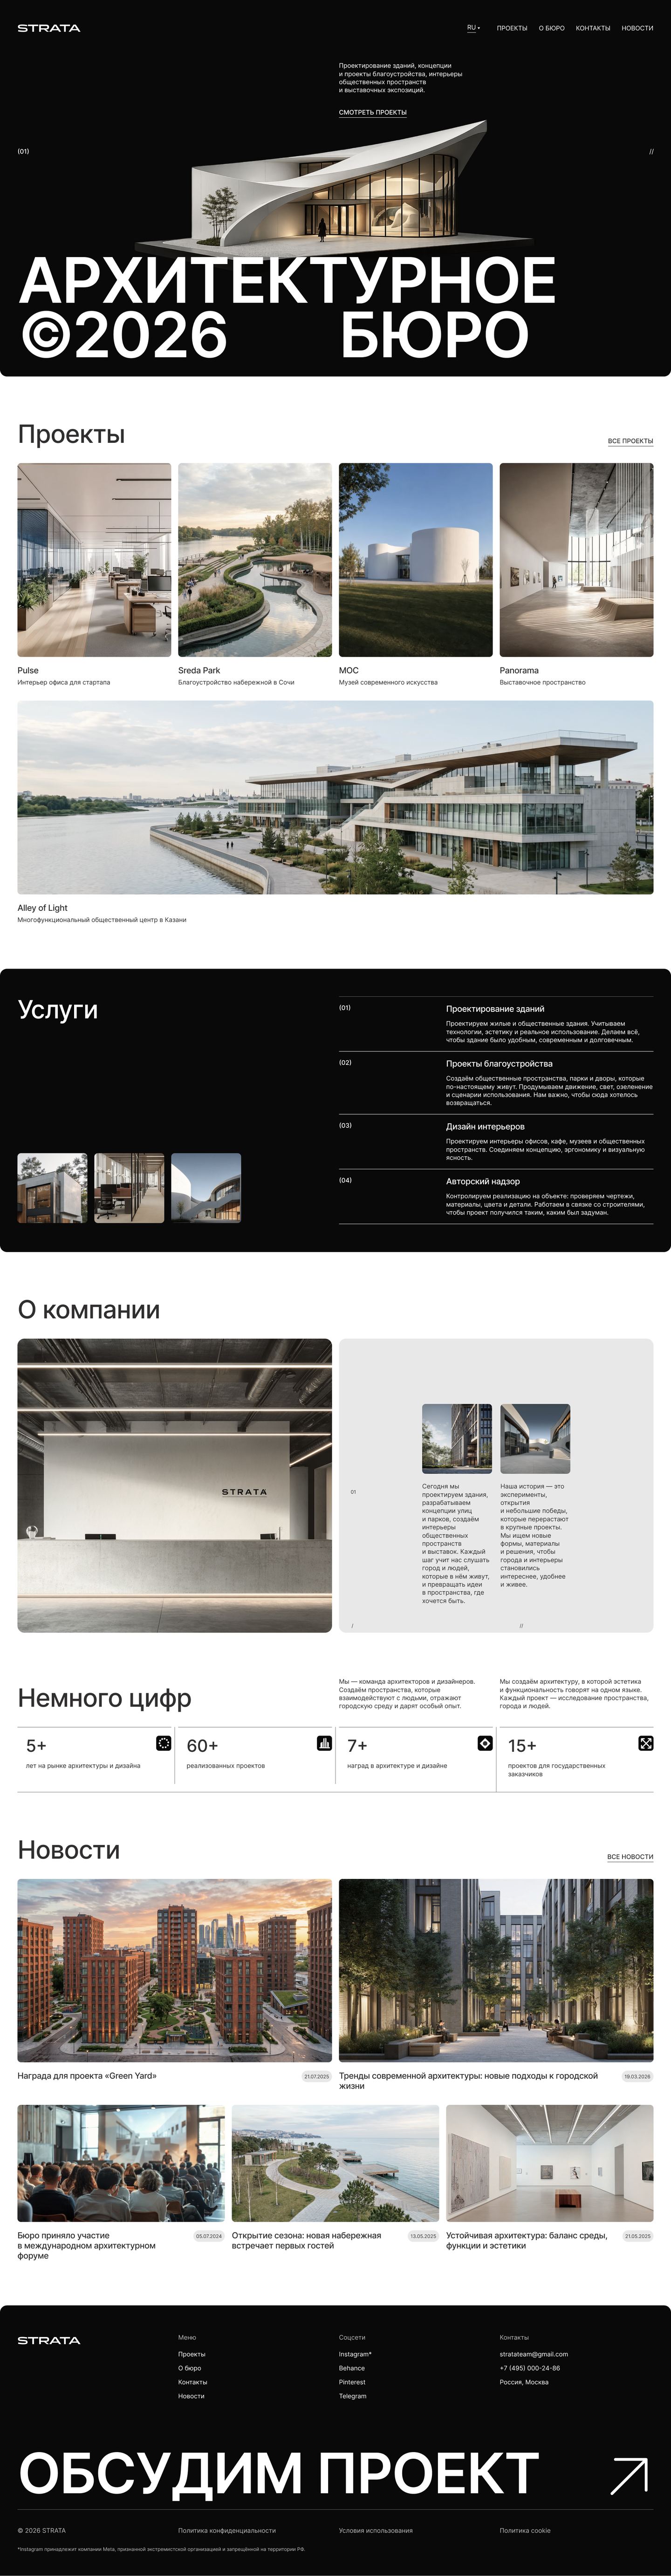 STRATA
RU ПРОЕКТЫ О БЮРО КОНТАКТЫ НОВОСТИ
Проектирование зданий, концепции
и проекты благоустройства, интерьеры
общественных пространств
и выставочных экспозиций.
СМОТРЕТЬ ПРОЕКТЫ
(01) //
АРХИТЕКТУРНОЕ
©2026 БЮРО
Проекты
ВСЕ ПРОЕКТЫ
Pulse
Интерьер офиса для стартапа
Sreda Park
Благоустройство набережной в Сочи
МОС
Музей современного искусства
Panorama
Выставочное пространство
Alley of Light
Многофункциональный общественный центр в Казани
Услуги
(01) Проектирование зданий
Проектируем жилые и общественные здания. Учитываем
технологии, эстетику и реальное использование. Делаем всё,
чтобы здание было удобным, современным и долговечным.
(02) Проекты благоустройства
Создаём общественные пространства, парки и дворы, которые
по-настоящему живут. Продумываем движение, свет, озеленение
и сценарии использования. Нам важно, чтобы сюда хотелось
возвращаться.
(03) Дизайн интерьеров
Проектируем интерьеры офисов, кафе, музеев и общественных
пространств. Соединяем концепцию, эргономику и визуальную
ясность.
(04) Авторский надзор
Контролируем реализацию на объекте: проверяем чертежи,
материалы, цвета и детали. Работаем в связке со строителями,
чтобы проект получился таким, каким был задуман.
О компании
STRATA
01
Сегодня мы
проектируем здания,
разрабатываем
концепции улиц
и парков, создаём
интерьеры
общественных
пространств
и выставок. Каждый
шаг учит нас слушать
город и людей,
которые в нём живут,
и превращать идеи
в пространства, где
хочется быть.
Наша история — это
эксперименты,
открытия
и небольшие победы,
которые перерастают
в крупные проекты.
Мы ищем новые
формы, материалы
и решения, чтобы
города и интерьеры
становились
интереснее, удобнее
и живее.
/ //
Немного цифр
Мы — команда архитекторов и дизайнеров.
Создаём пространства, которые
взаимодействуют с людьми, отражают
городскую среду и дарят особый опыт.
Мы создаём архитектуру, в которой эстетика
и функциональность говорят на одном языке.
Каждый проект — исследование пространства,
города и людей.
5+
лет на рынке архитектуры и дизайна
60+
реализованных проектов
7+
наград в архитектуре и дизайне
15+
проектов для государственных
заказчиков
Новости
ВСЕ НОВОСТИ
Награда для проекта «Green Yard» 21.07.2025
Тренды современной архитектуры: новые подходы к городской
жизни
19.03.2026
Бюро приняло участие
в международном архитектурном
форуме
05.07.2024
Открытие сезона: новая набережная
встречает первых гостей
13.05.2025
Устойчивая архитектура: баланс среды,
функции и эстетики
21.05.2025
STRATA
Меню
Проекты
О бюро
Контакты
Новости
Соцсети
Instagram*
Behance
Pinterest
Telegram
Контакты
stratateam@gmail.com
+7 (495) 000-24-86
Россия, Москва
ОБСУДИМ ПРОЕКТ
© 2026 STRATA Политика конфиденциальности Условия использования Политика cookie
*Instagram принадлежит компании Meta, признанной экстремистской организацией и запрещённой на территории РФ.